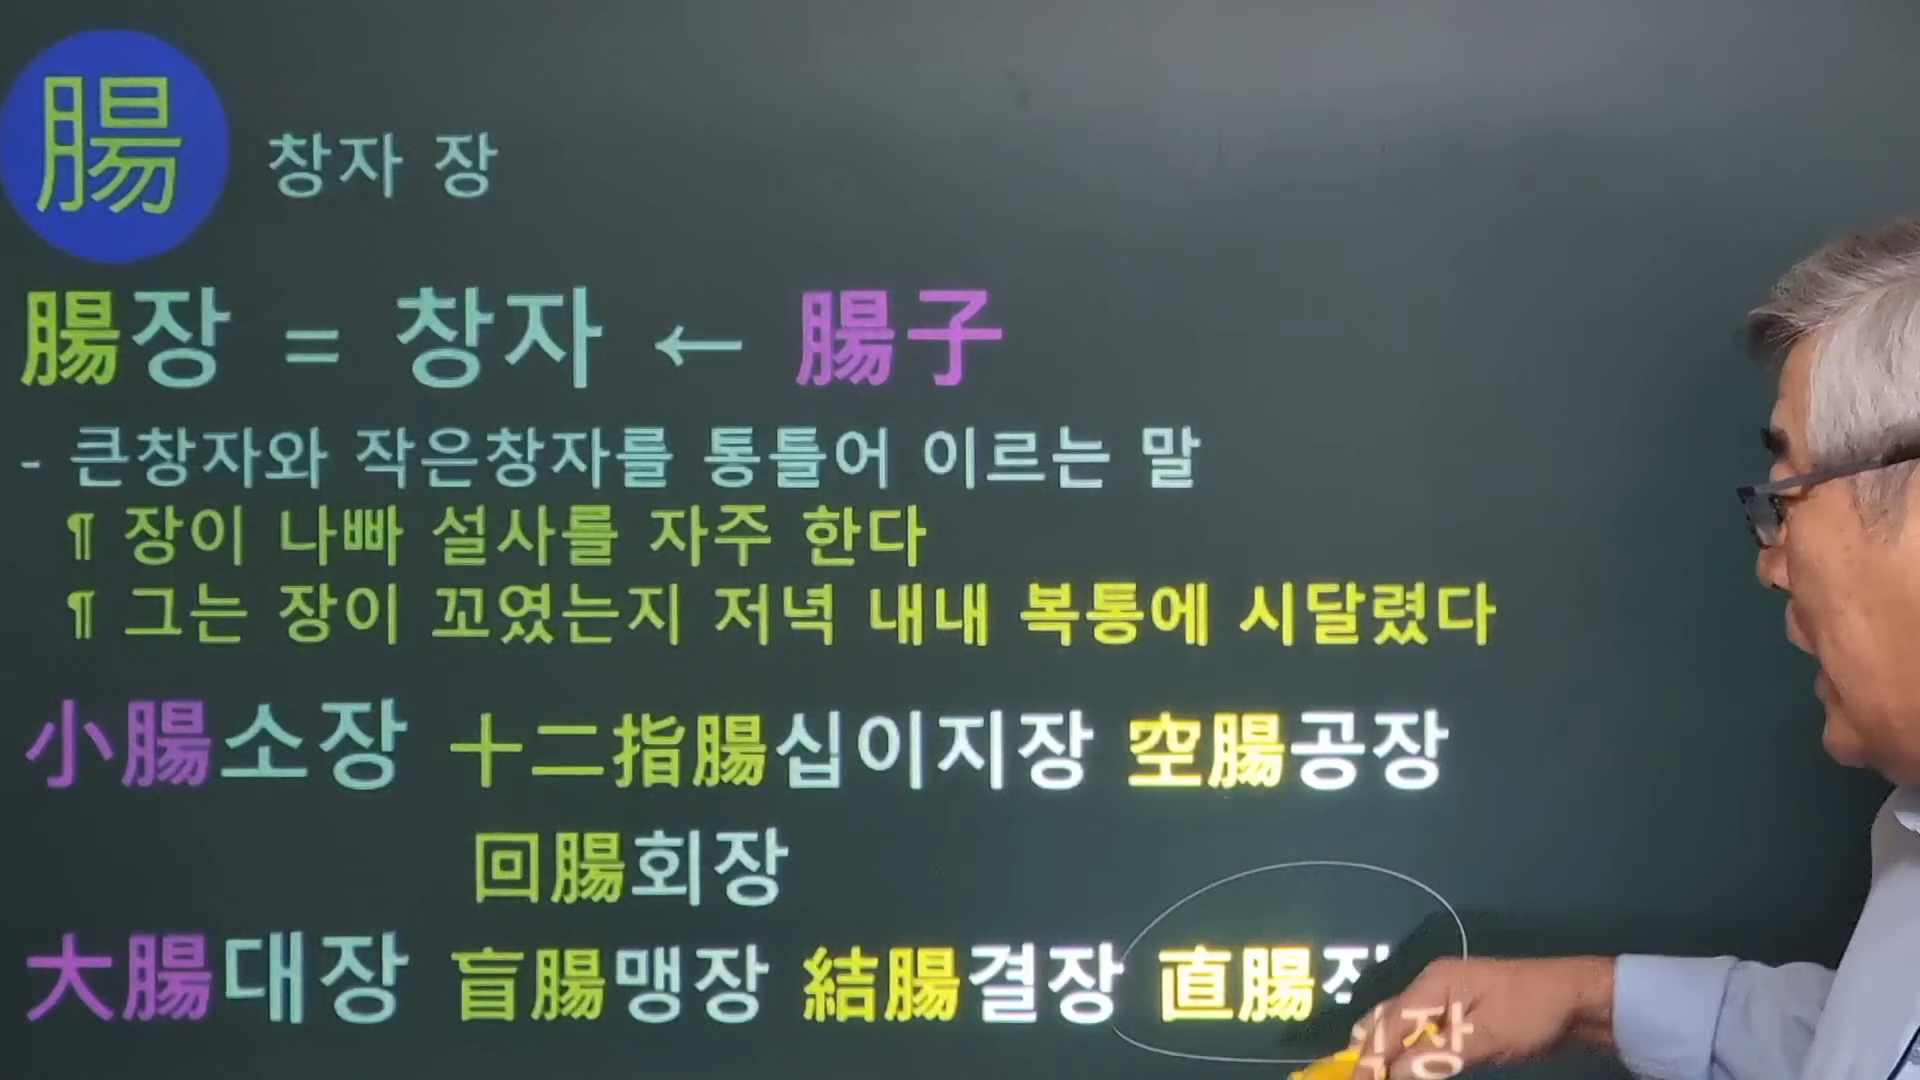 腸 창자 장
腸장 = 창자 ← 腸子
- 큰창자와 작은창자를 통틀어 이르는 말
¶ 장이 나빠 설사를 자주 한다
¶ 그는 장이 꼬였는지 저녁 내내 복통에 시달렸다
小腸소장 十二指腸십이지장 空腸공장
回腸회장
大腸대장 盲腸맹장 結腸결장 直腸